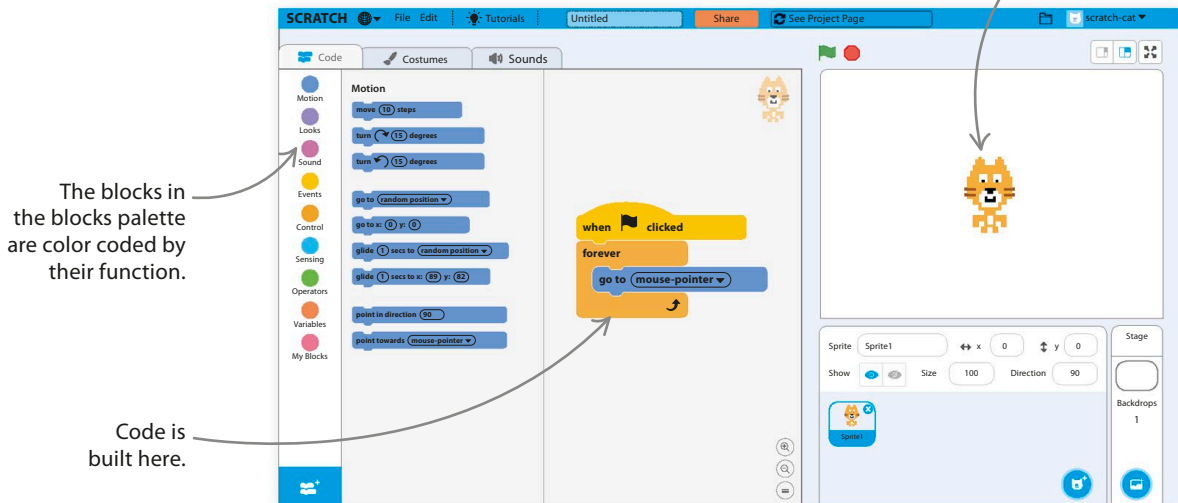 SCRATCH File Edit Tutorials Untitled Share See Project Page scratch-cat
Code Costumes Sounds
Motion
Looks
Sound
Events
Control
Sensing
Operators
Variables
My Blocks
Motion
move 10 steps
turn 15 degrees
turn 15 degrees
go to random position
go to x: 0 y: 0
glide 1 secs to random position
glide 1 secs to x: 89 y: 82
point in direction 90
point towards mouse-pointer
when clicked
forever
go to mouse-pointer
The blocks in
the blocks palette
are color coded by
their function.
Code is
built here.
Sprite Sprite1 x 0 y 0
Show Size 100 Direction 90
Sprite1
Stage
Backdrops
1